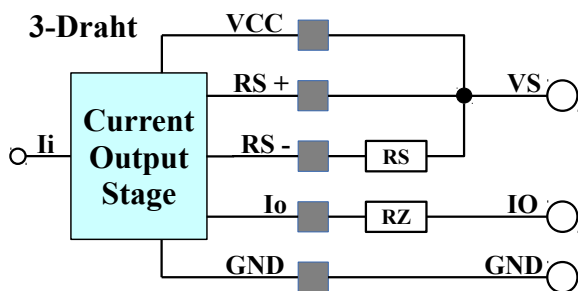 3-Draht
VCC
RS +
VS
Current
Output
Stage
Ii
RS -
RS
Io
RZ
IO
GND
GND